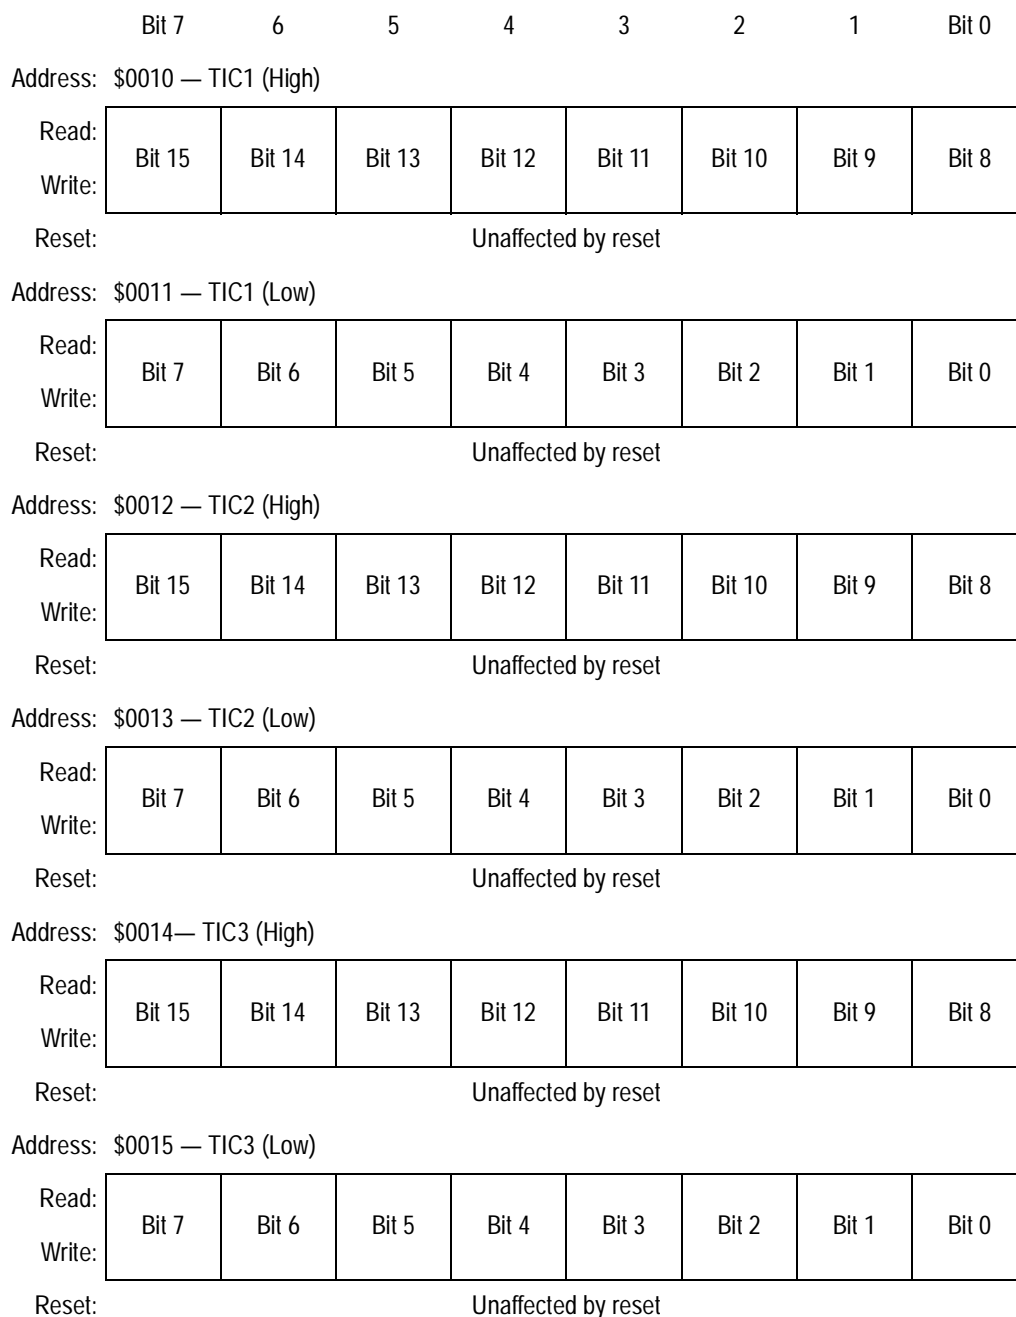 Bit 7 6 5 4 3 2 1 Bit 0
Address: $0010 — TIC1 (High)
Read:
Bit 15 Bit 14 Bit 13 Bit 12 Bit 11 Bit 10 Bit 9 Bit 8
Write:
Reset: Unaffected by reset
Address: $0011 — TIC1 (Low)
Read:
Bit 7 Bit 6 Bit 5 Bit 4 Bit 3 Bit 2 Bit 1 Bit 0
Write:
Reset: Unaffected by reset
Address: $0012 — TIC2 (High)
Read:
Bit 15 Bit 14 Bit 13 Bit 12 Bit 11 Bit 10 Bit 9 Bit 8
Write:
Reset: Unaffected by reset
Address: $0013 — TIC2 (Low)
Read:
Bit 7 Bit 6 Bit 5 Bit 4 Bit 3 Bit 2 Bit 1 Bit 0
Write:
Reset: Unaffected by reset
Address: $0014— TIC3 (High)
Read:
Bit 15 Bit 14 Bit 13 Bit 12 Bit 11 Bit 10 Bit 9 Bit 8
Write:
Reset: Unaffected by reset
Address: $0015 — TIC3 (Low)
Read:
Bit 7 Bit 6 Bit 5 Bit 4 Bit 3 Bit 2 Bit 1 Bit 0
Write:
Reset: Unaffected by reset